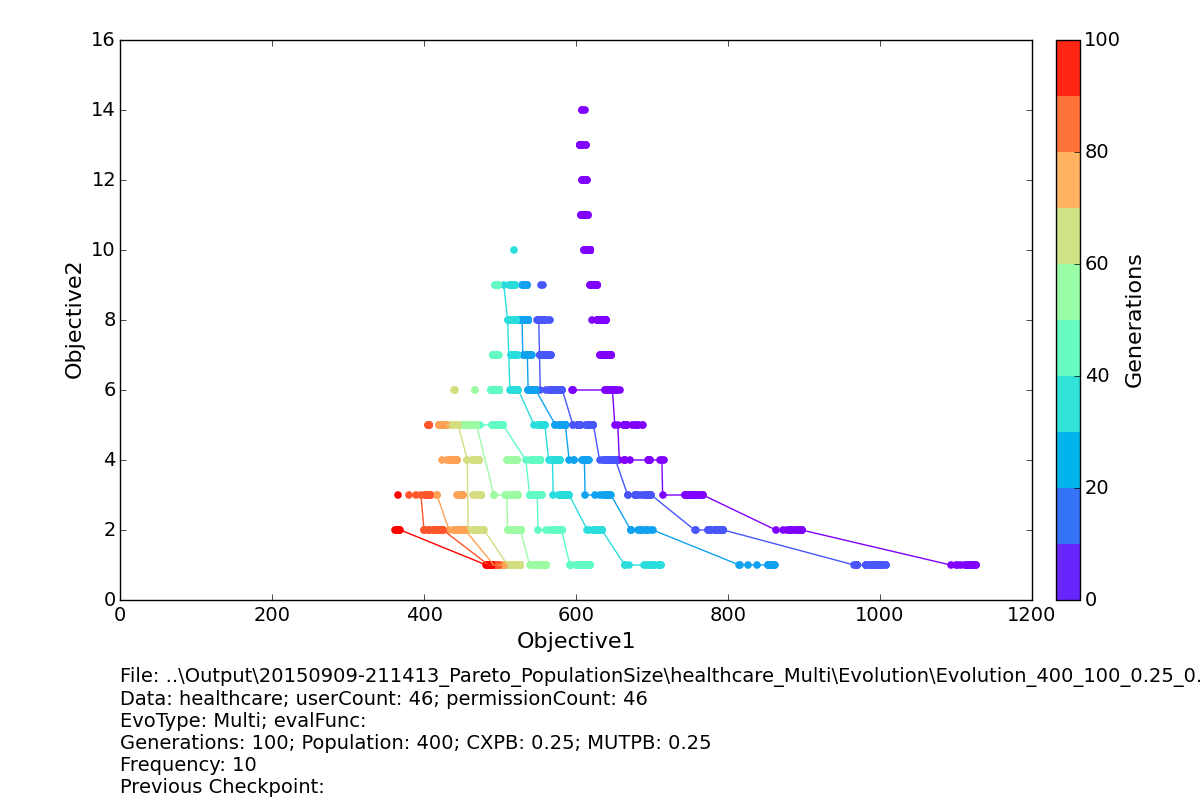 16
14
12
10
8
6
4
2
0
Objective2
0
200
400
600
800
1000
1200
Objective1
100
80
60
40
20
0
Generations
File: ..\Output\20150909-211413_Pareto_PopulationSize\healthcare_Multi\Evolution\Evolution_400_100_0.25_0.
Data: healthcare; userCount: 46; permissionCount: 46
EvoType: Multi; evalFunc:
Generations: 100; Population: 400; CXPB: 0.25; MUTPB: 0.25
Frequency: 10
Previous Checkpoint: